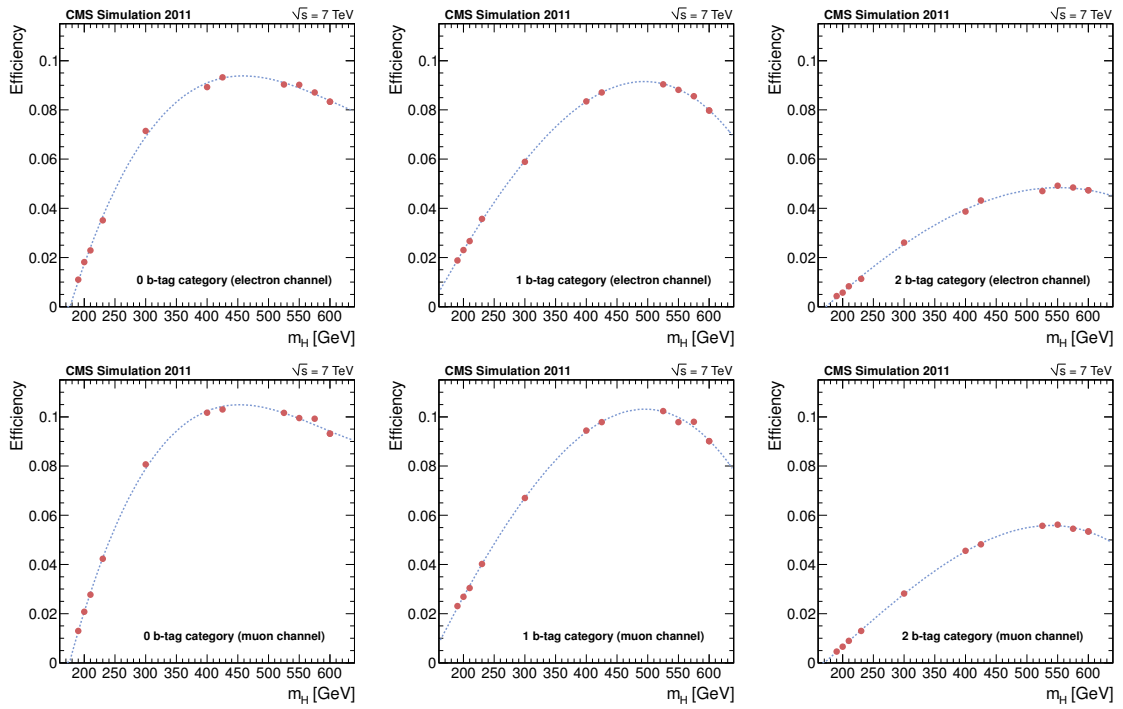 CMS Simulation 2011 √s = 7 TeV
Efficiency
0.1
0.08
0.06
0.04
0.02
0
0 b-tag category (electron channel)
200 250 300 350 400 450 500 550 600
m_H [GeV]
CMS Simulation 2011 √s = 7 TeV
Efficiency
0.1
0.08
0.06
0.04
0.02
0
1 b-tag category (electron channel)
200 250 300 350 400 450 500 550 600
m_H [GeV]
CMS Simulation 2011 √s = 7 TeV
Efficiency
0.1
0.08
0.06
0.04
0.02
0
2 b-tag category (electron channel)
200 250 300 350 400 450 500 550 600
m_H [GeV]
CMS Simulation 2011 √s = 7 TeV
Efficiency
0.1
0.08
0.06
0.04
0.02
0
0 b-tag category (muon channel)
200 250 300 350 400 450 500 550 600
m_H [GeV]
CMS Simulation 2011 √s = 7 TeV
Efficiency
0.1
0.08
0.06
0.04
0.02
0
1 b-tag category (muon channel)
200 250 300 350 400 450 500 550 600
m_H [GeV]
CMS Simulation 2011 √s = 7 TeV
Efficiency
0.1
0.08
0.06
0.04
0.02
0
2 b-tag category (muon channel)
200 250 300 350 400 450 500 550 600
m_H [GeV]